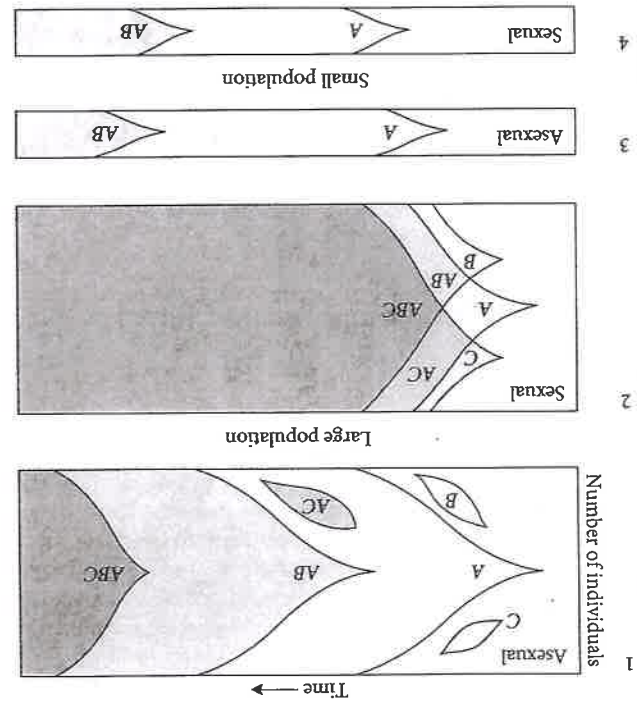 Time →
1
Number of individuals
Asexual
C
A
B
AB
AC
ABC
Large population
2
Sexual
C
A
B
AC
AB
ABC
3
Asexual
A
AB
Small population
4
Sexual
A
AB